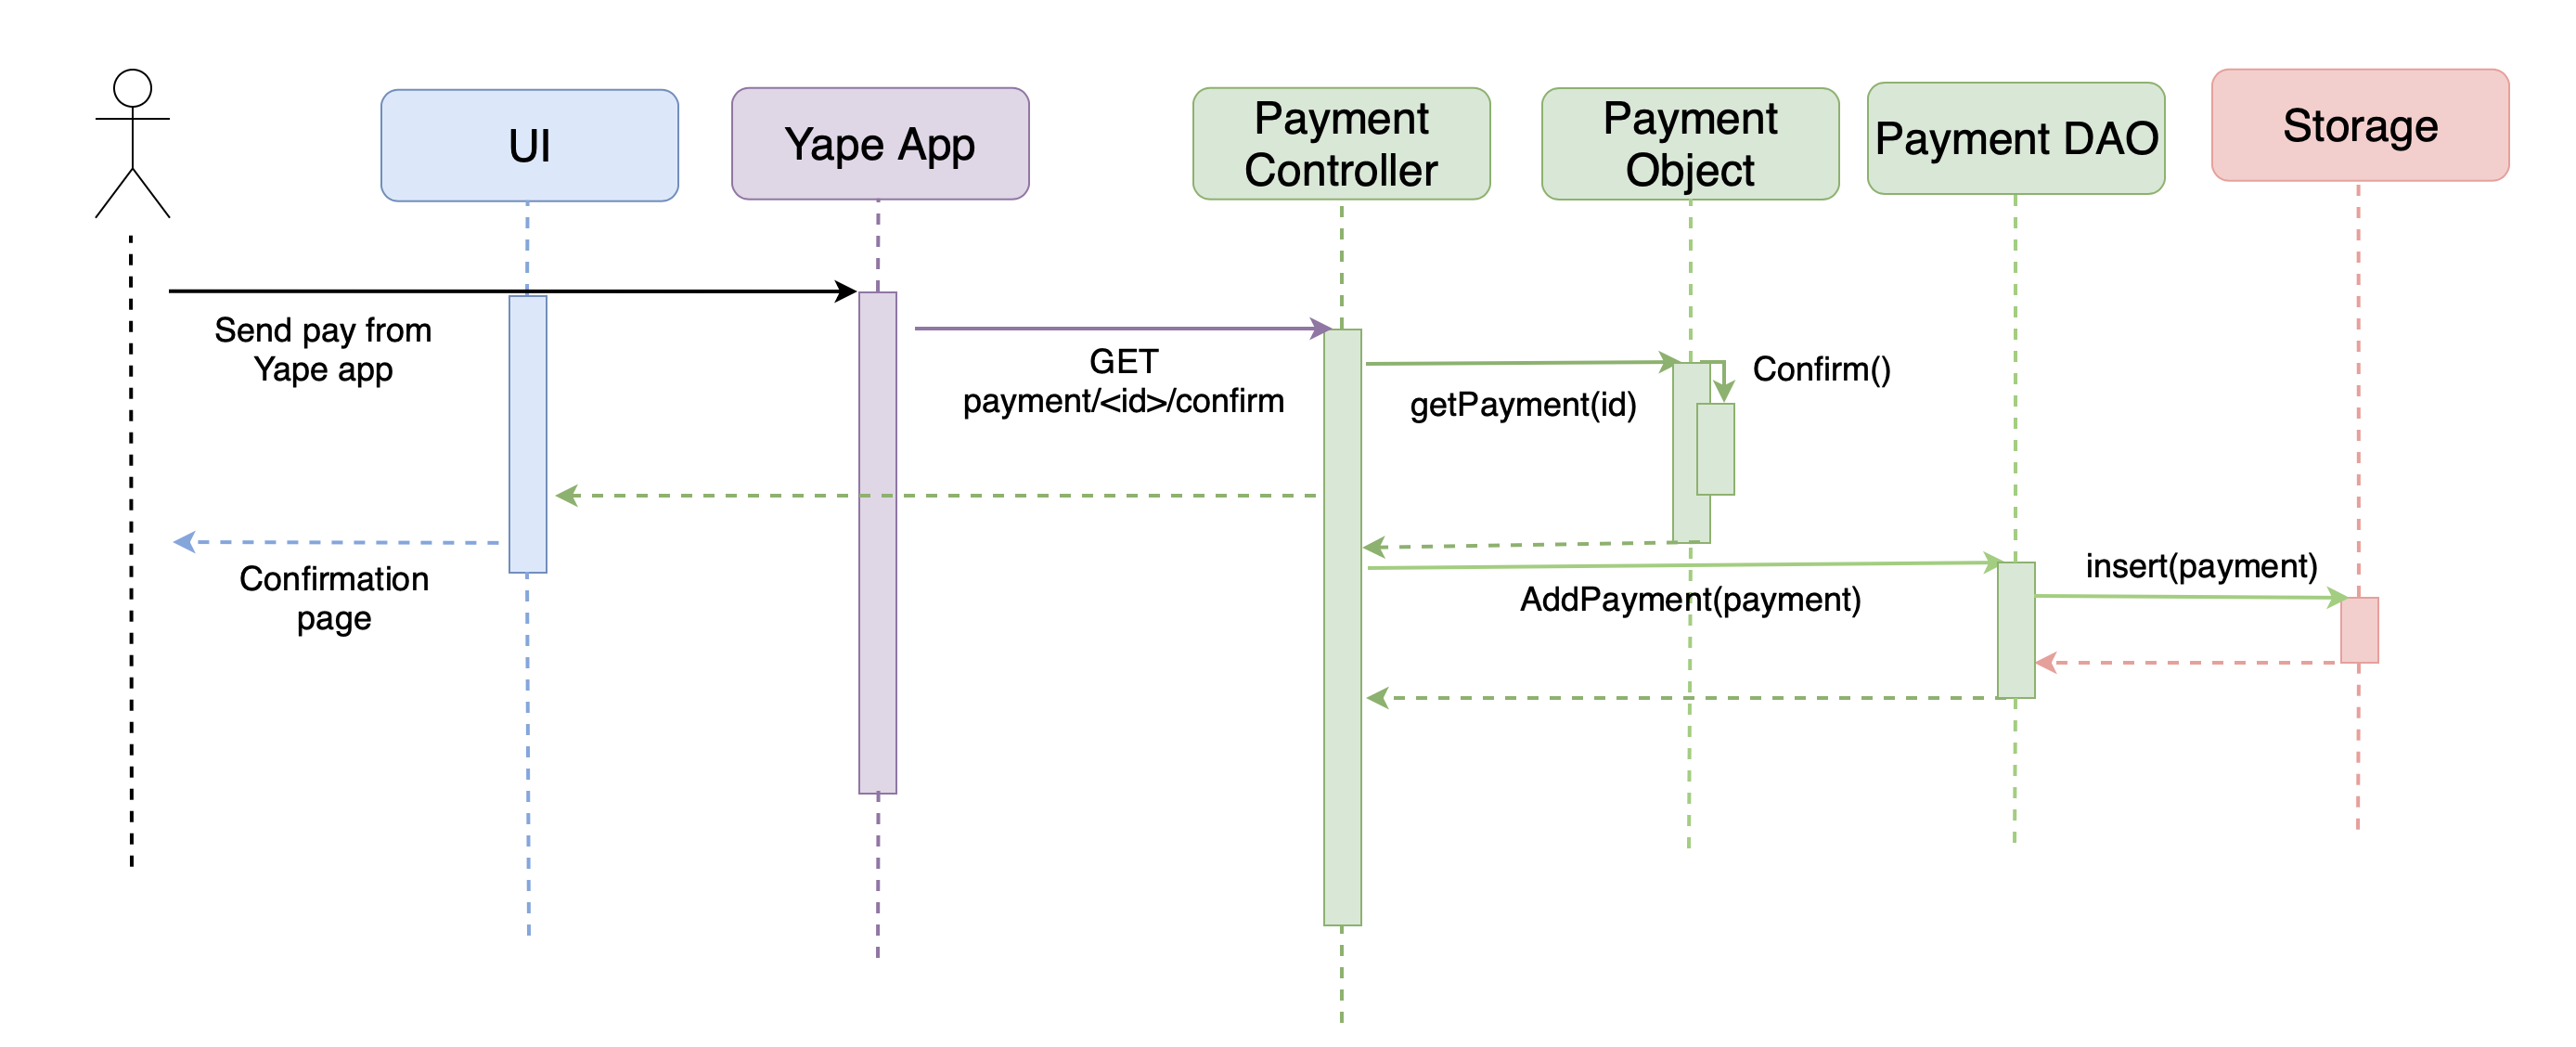 UI
Yape App
Payment
Controller
Payment
Object
Payment DAO
Storage
Send pay from
Yape app
GET
payment/<id>/confirm
getPayment(id)
Confirm()
Confirmation
page
AddPayment(payment)
insert(payment)